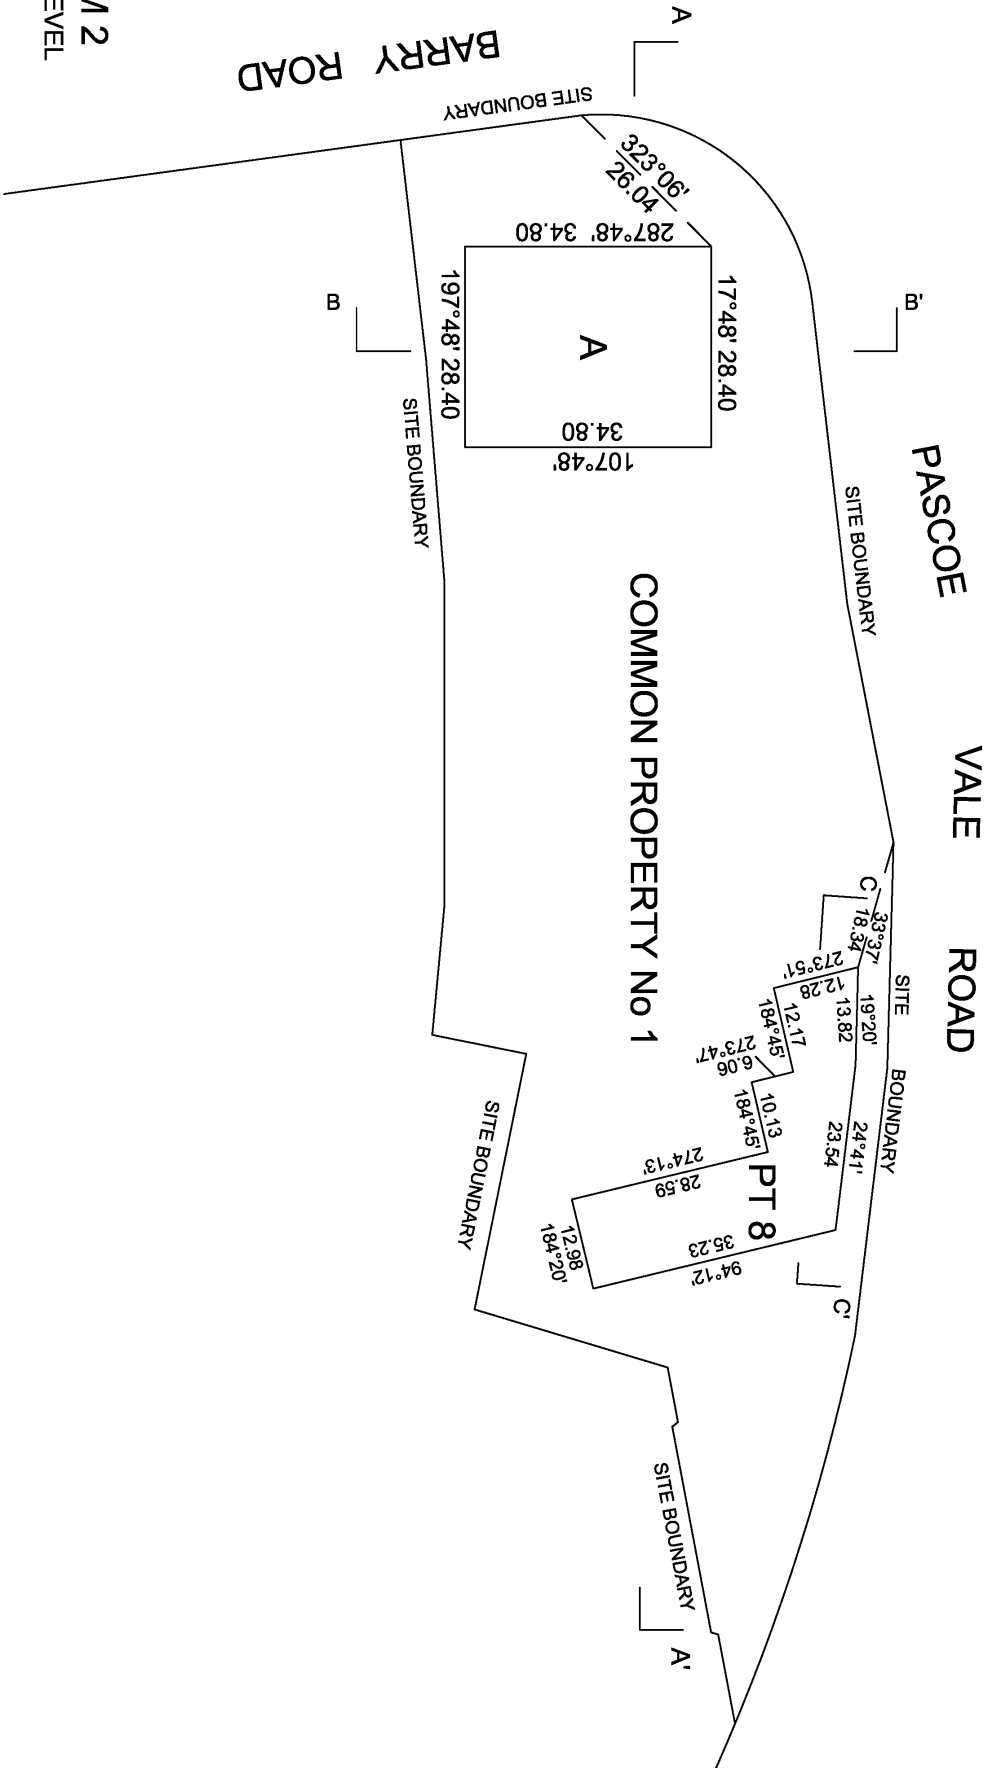 M 2
EVEL
BARRY ROAD
SITE BOUNDARY
A
323°06'
26.04
287°48' 34.80
17°48' 28.40
A
197°48' 28.40
34.80
107°48'
B
B'
SITE BOUNDARY
PASCOE VALE ROAD
SITE BOUNDARY
COMMON PROPERTY No 1
C
33°37'
18.34
SITE BOUNDARY
273°51'
12.28
19°20'
13.82
12.17
184°45'
273°47'
6.06
10.13
184°45'
24°41'
23.54
274°13'
28.59
PT 8
35.23
94°12'
12.98
184°20'
C'
SITE BOUNDARY
SITE BOUNDARY
A'